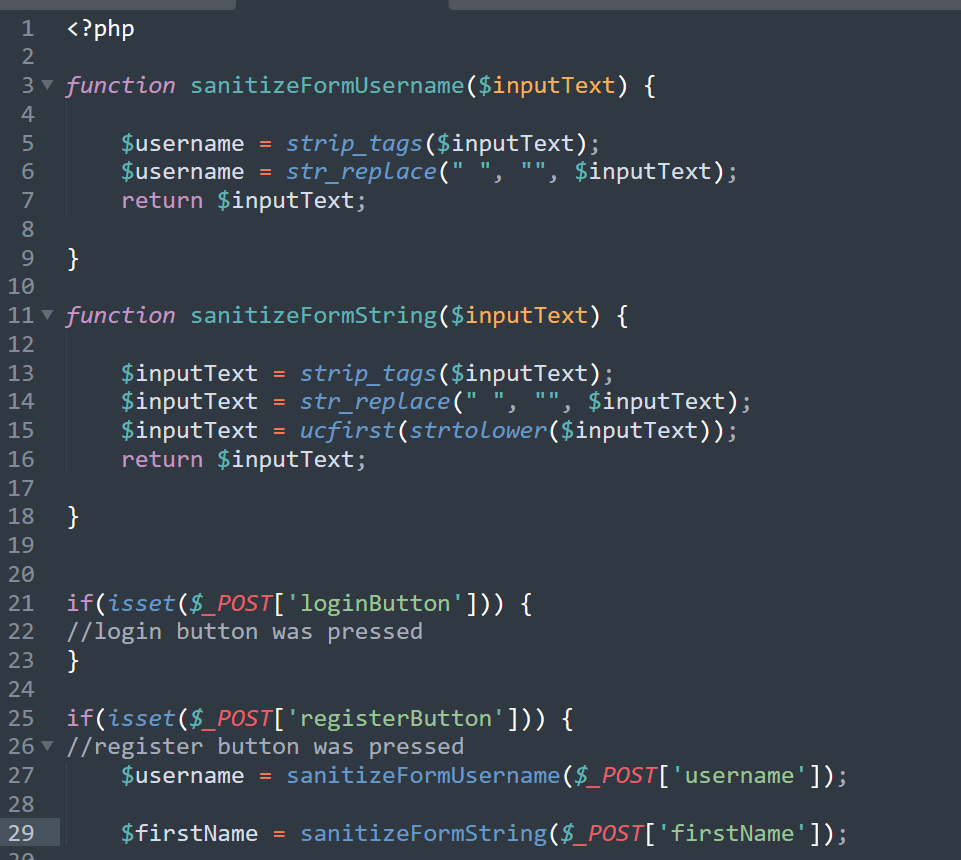 1 <?php
2
3 function sanitizeFormUsername($inputText) {
4
5 $username = strip_tags($inputText);
6 $username = str_replace(" ", "", $inputText);
7 return $inputText;
8
9 }
10
11 function sanitizeFormString($inputText) {
12
13 $inputText = strip_tags($inputText);
14 $inputText = str_replace(" ", "", $inputText);
15 $inputText = ucfirst(strtolower($inputText));
16 return $inputText;
17
18 }
19
20
21 if(isset($_POST['loginButton'])) {
22 //login button was pressed
23 }
24
25 if(isset($_POST['registerButton'])) {
26 //register button was pressed
27 $username = sanitizeFormUsername($_POST['username']);
28
29 $firstName = sanitizeFormString($_POST['firstName']);